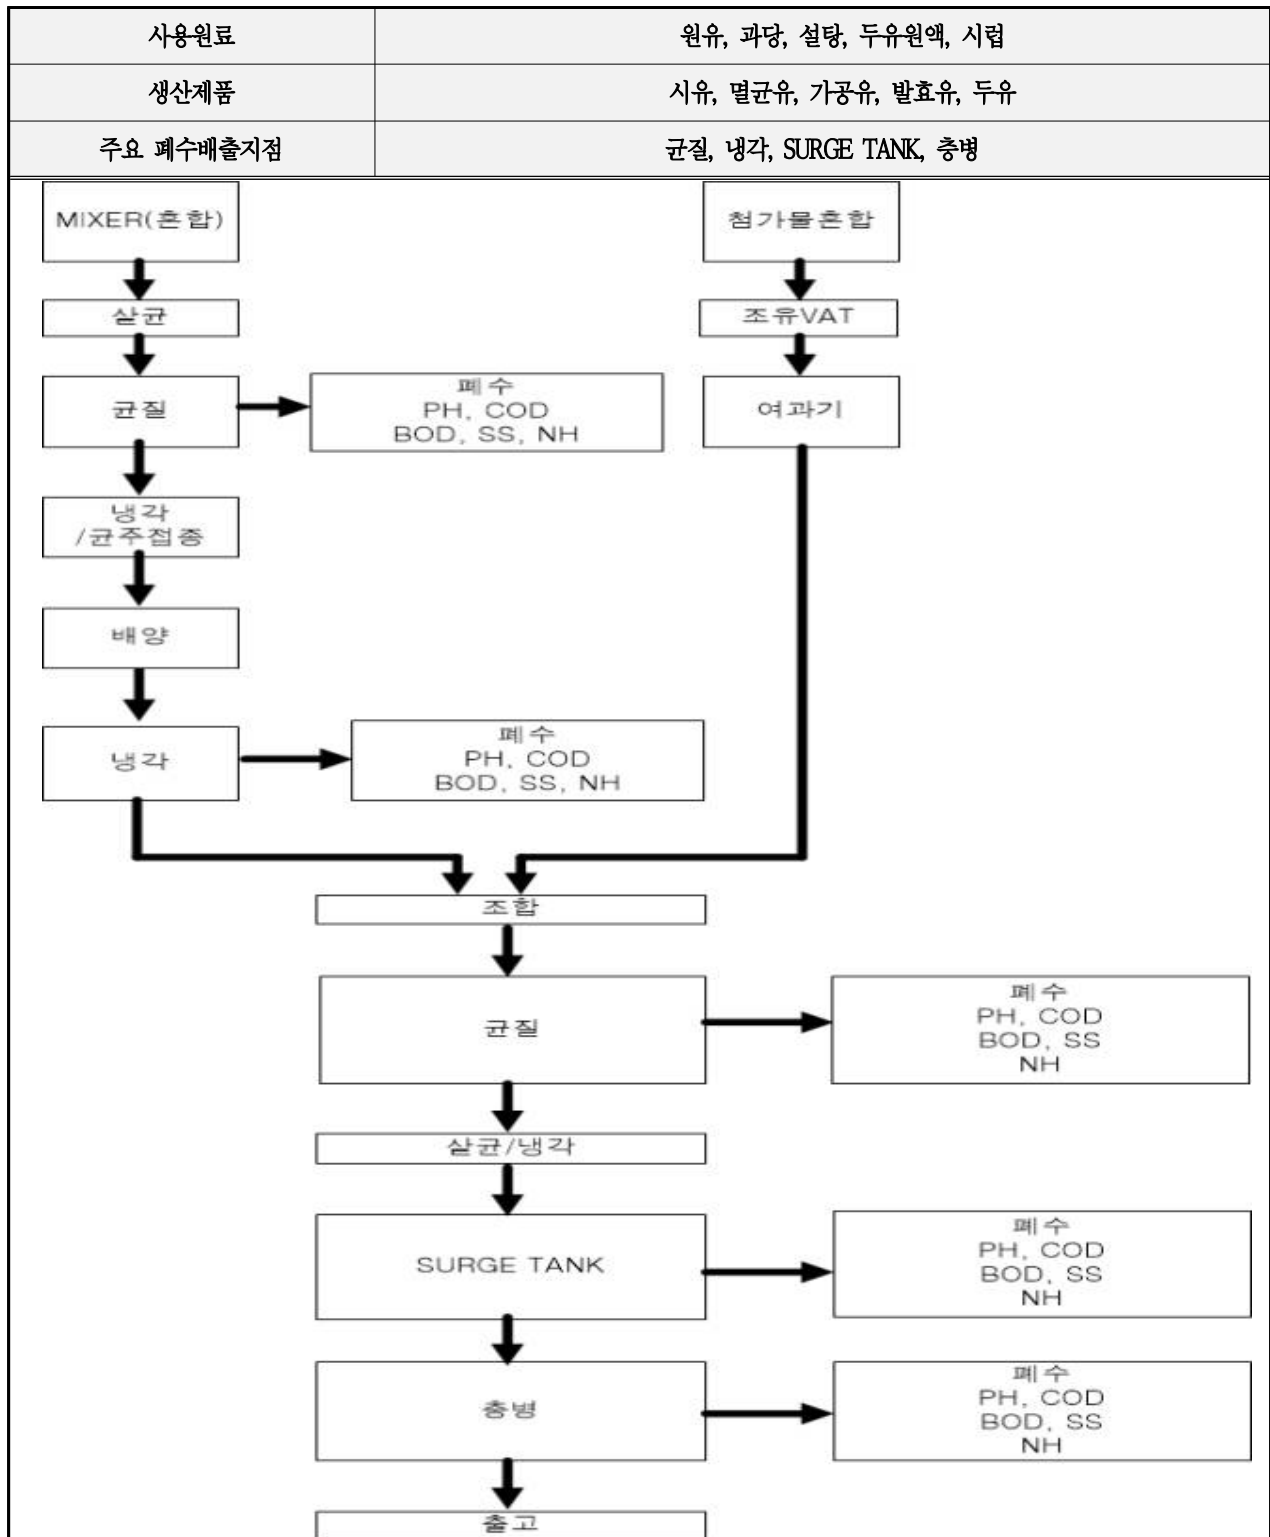 사용원료 원유, 과당, 설탕, 두유원액, 시럽
생산제품 시유, 멸균유, 가공유, 발효유, 두유
주요 폐수배출지점 균질, 냉각, SURGE TANK, 충병
MIXER(혼합)
첨가물혼합
살균
조유VAT
균질
폐수
PH, COD
BOD, SS, NH
여과기
냉각
/균주접종
배양
냉각
폐수
PH, COD
BOD, SS, NH
조합
균질
폐수
PH, COD
BOD, SS
NH
살균/냉각
SURGE TANK
폐수
PH, COD
BOD, SS
NH
충병
폐수
PH, COD
BOD, SS
NH
출고